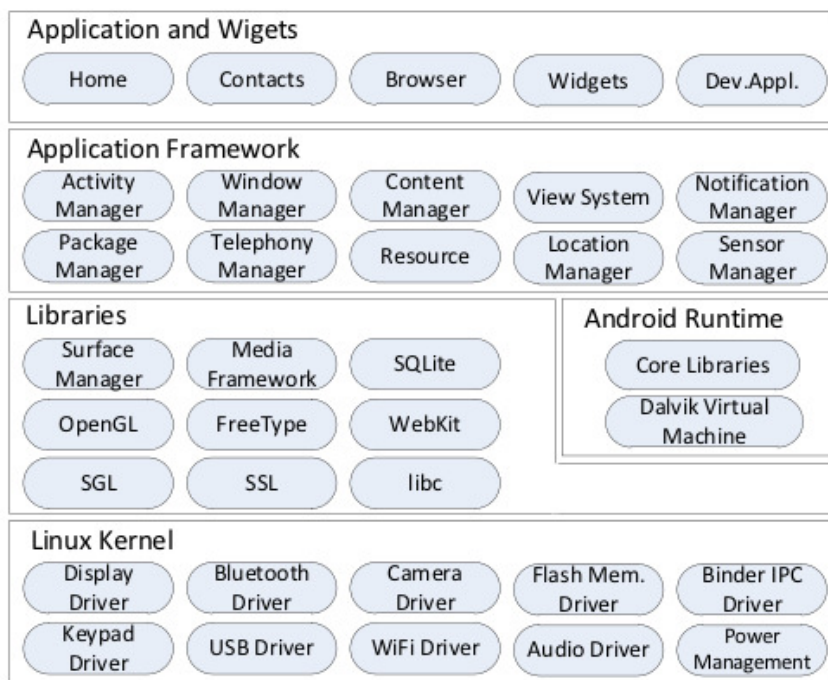 Application and Wigets
Home
Contacts
Browser
Widgets
Dev.Appl.
Application Framework
Activity
Manager
Window
Manager
Content
Manager
View System
Notification
Manager
Package
Manager
Telephony
Manager
Resource
Location
Manager
Sensor
Manager
Libraries
Surface
Manager
Media
Framework
SQLite
OpenGL
FreeType
WebKit
SGL
SSL
libc
Android Runtime
Core Libraries
Dalvik Virtual
Machine
Linux Kernel
Display
Driver
Bluetooth
Driver
Camera
Driver
Flash Mem.
Driver
Binder IPC
Driver
Keypad
Driver
USB Driver
WiFi Driver
Audio Driver
Power
Management